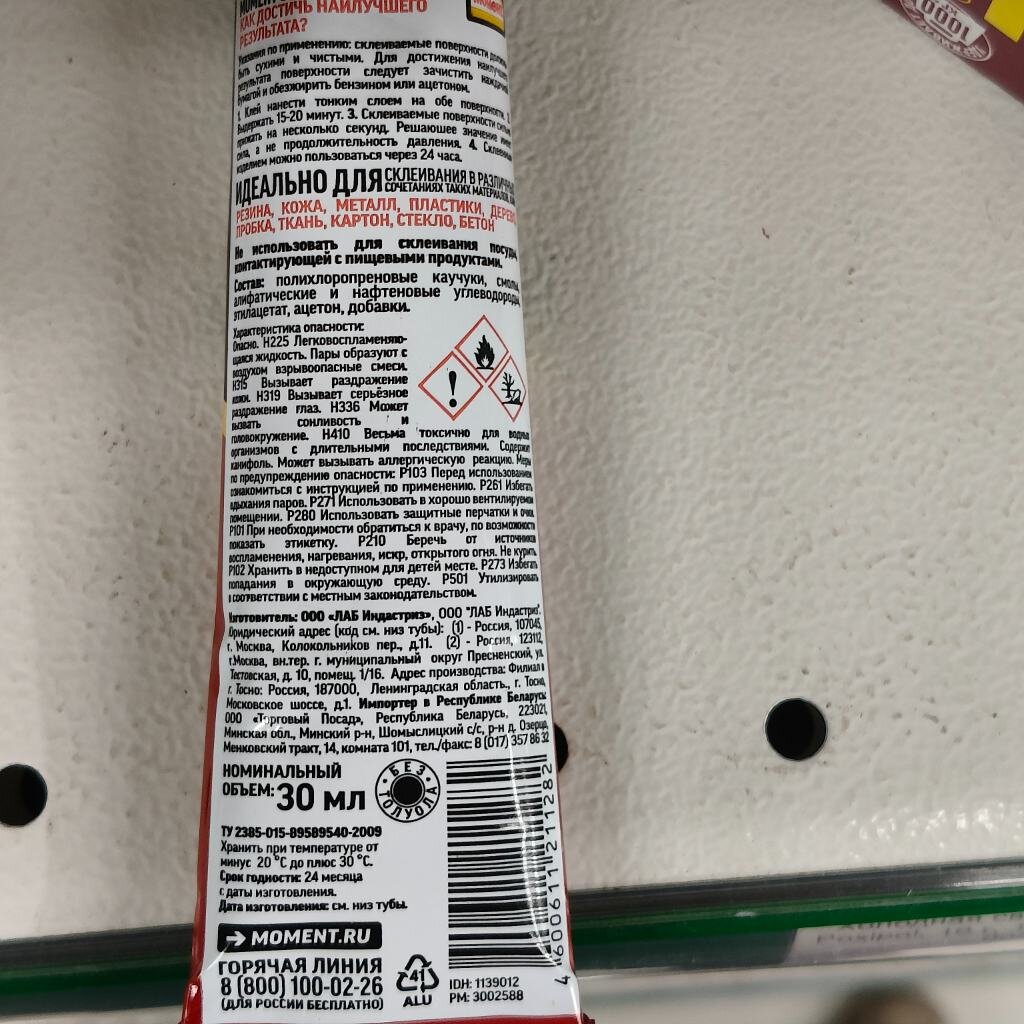 КАК ДОСТИЧЬ НАИЛУЧШЕГО
РЕЗУЛЬТАТА?
Указания по применению: склеиваемые поверхности
быть сухими и чистыми. Для достижения
результата поверхности следует зачистить
бумагой и обезжирить бензином или ацетоном.
1. Клей нанести тонким слоем на обе поверхности.
Выдержать 15-20 минут. 3. Склеиваемые поверхности
прижать на несколько секунд. Решающее значение
сила, а не продолжительность давления. 4.
изделием можно пользоваться через 24 часа.
ИДЕАЛЬНО ДЛЯ СКЛЕИВАНИЯ В
СОЧЕТАНИЯХ ТАКИХ
РЕЗИНА, КОЖА, МЕТАЛЛ, ПЛАСТИКИ,
ПРОБКА, ТКАНЬ, КАРТОН, СТЕКЛО, БЕТОН
Не использовать для склеивания посуды,
контактирующей с пищевыми продуктами.
Состав: полихлоропреновые каучуки, смолы,
алифатические и нафтеновые углеводороды,
этилацетат, ацетон, добавки.
Характеристика опасности:
Опасно. H225 Легковоспламеняю-
щаяся жидкость. Пары образуют с
воздухом взрывоопасные смеси.
H315 Вызывает раздражение
кожи. H319 Вызывает серьёзное
раздражение глаз. H336 Может
вызвать сонливость и
головокружение. H410 Весьма токсично для водных
организмов с длительными последствиями. Содержит
канифоль. Может вызывать аллергическую реакцию. Меры
по предупреждению опасности: P103 Перед использованием
ознакомиться с инструкцией по применению. P261 Избегать
вдыхания паров. P271 Использовать в хорошо вентилируемом
помещении. P280 Использовать защитные перчатки и очки.
P101 При необходимости обратиться к врачу, по возможности
показать этикетку. P210 Беречь от источников
воспламенения, нагревания, искр, открытого огня. Не курить.
P102 Хранить в недоступном для детей месте. P273 Избегать
попадания в окружающую среду. P501 Утилизировать
в соответствии с местным законодательством.
Изготовитель: ООО «ЛАБ Индастриз», ООО "ЛАБ Индастриз".
Юридический адрес (код см. низ тубы): (1) - Россия, 107045,
г. Москва, Колокольников пер., д.11. (2) - Россия, 123112,
г.Москва, вн.тер. г. муниципальный округ Пресненский, ул.
Тестовская, д. 10, помещ. 1/16. Адрес производства: Филиал в
г. Тосно: Россия, 187000, Ленинградская область., г. Тосно,
Московское шоссе, д.1. Импортер в Республике Беларусь:
ООО «Торговый Посад», Республика Беларусь, 223021,
Минская обл., Минский р-н, Щомыслицкий с/с, р-н д. Озерцо,
Менковский тракт, 14, комната 101, тел./факс: 8 (017) 357 86 32
НОМИНАЛЬНЫЙ
ОБЪЕМ: 30 мл
БЕЗ ТОЛУОЛА
ТУ 2385-015-89589540-2009
Хранить при температуре от
минус 20 °C до плюс 30 °C.
Срок годности: 24 месяца
с даты изготовления.
Дата изготовления: см. низ тубы.
→ MOMENT.RU
ГОРЯЧАЯ ЛИНИЯ
8 (800) 100-02-26
(ДЛЯ РОССИИ БЕСПЛАТНО)
41
ALU
4 600611 211282
IDH: 1139012
PM: 3002588